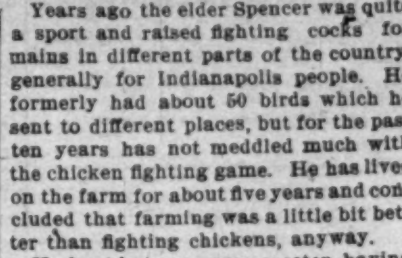 Years ago the elder Spencer was quit
a sport and raised fighting cocks fo
mains in different parts of the country
generally for Indianapolis people. H
formerly had about 50 birds which h
sent to different places, but for the pas
ten years has not meddled much wit
the chicken fighting game. He has live
on the farm for about five years and con
cluded that farming was a little bit bet
ter than fighting chickens, anyway.